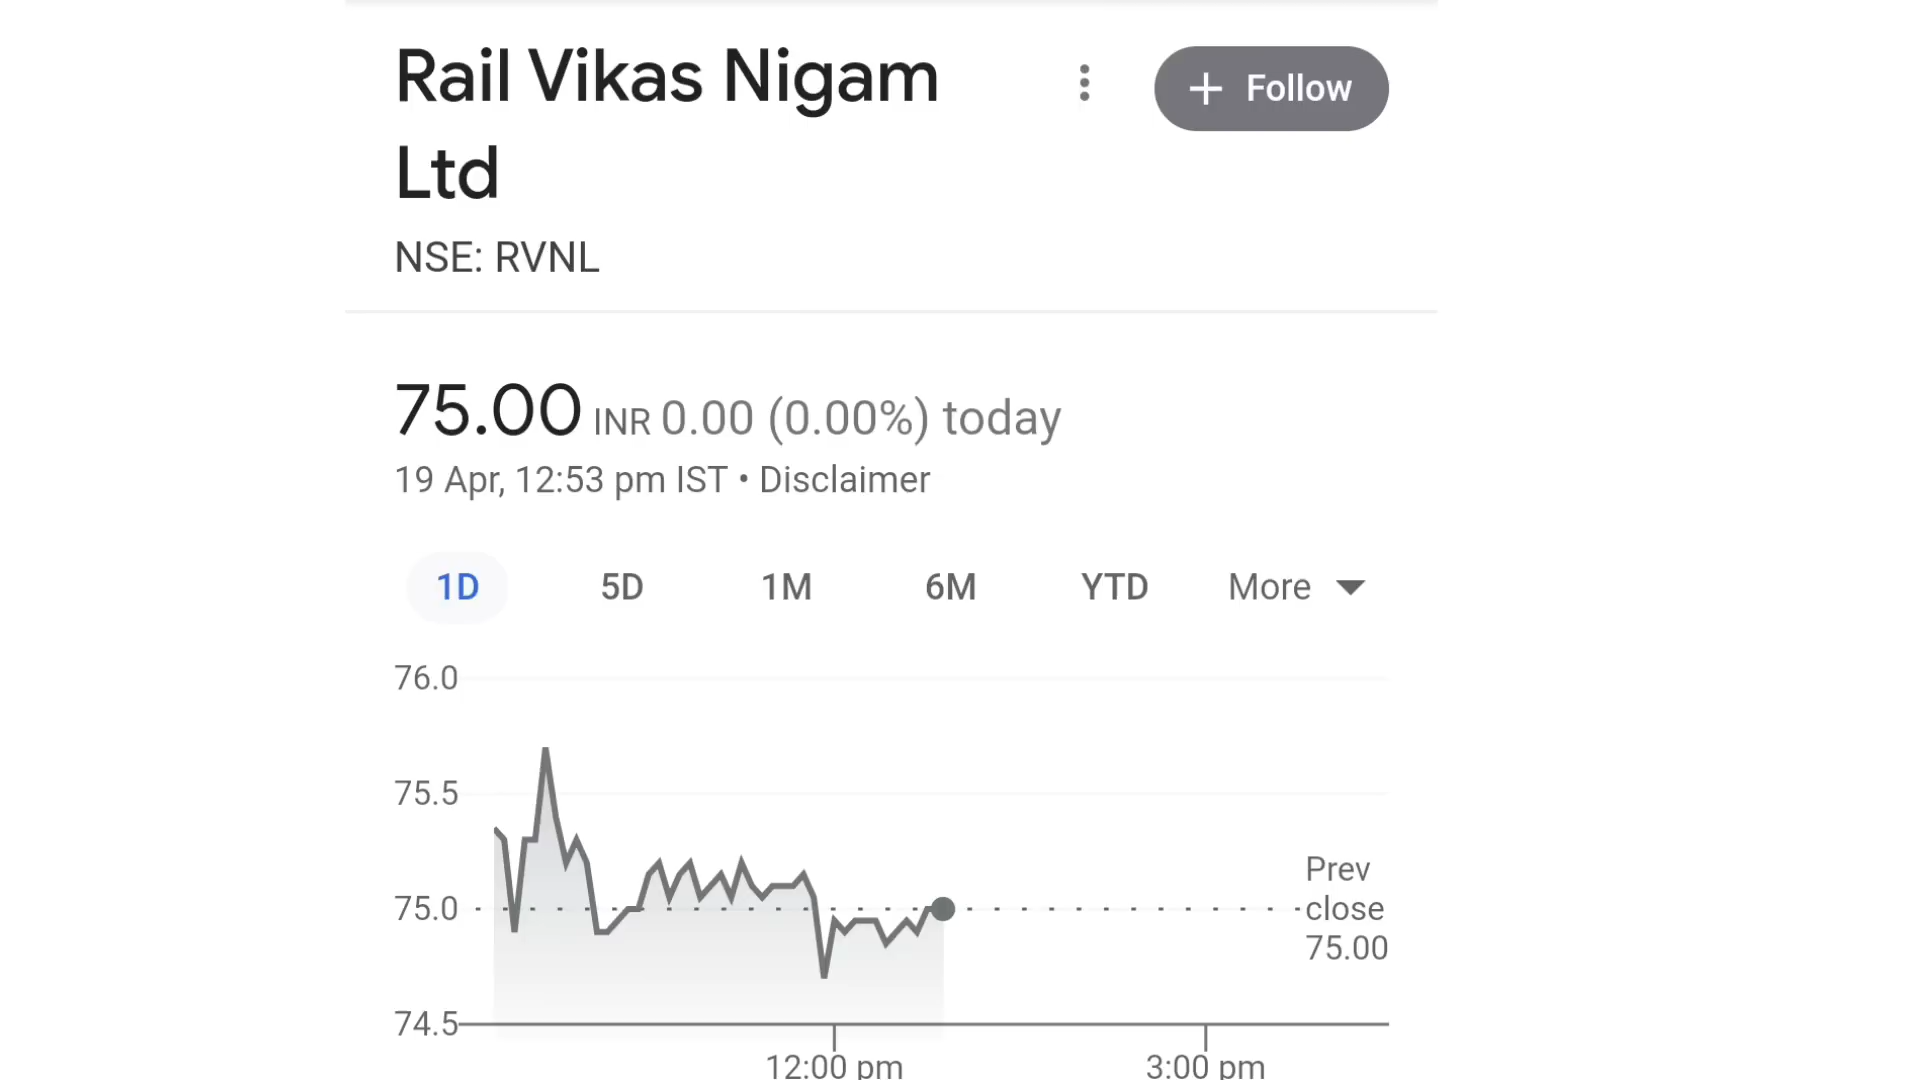 Rail Vikas Nigam
Ltd
+ Follow
NSE: RVNL
75.00 INR 0.00 (0.00%) today
19 Apr, 12:53 pm IST • Disclaimer
1D 5D 1M 6M YTD More
76.0
75.5
75.0
74.5
Prev
close
75.00
12:00 pm 3:00 pm